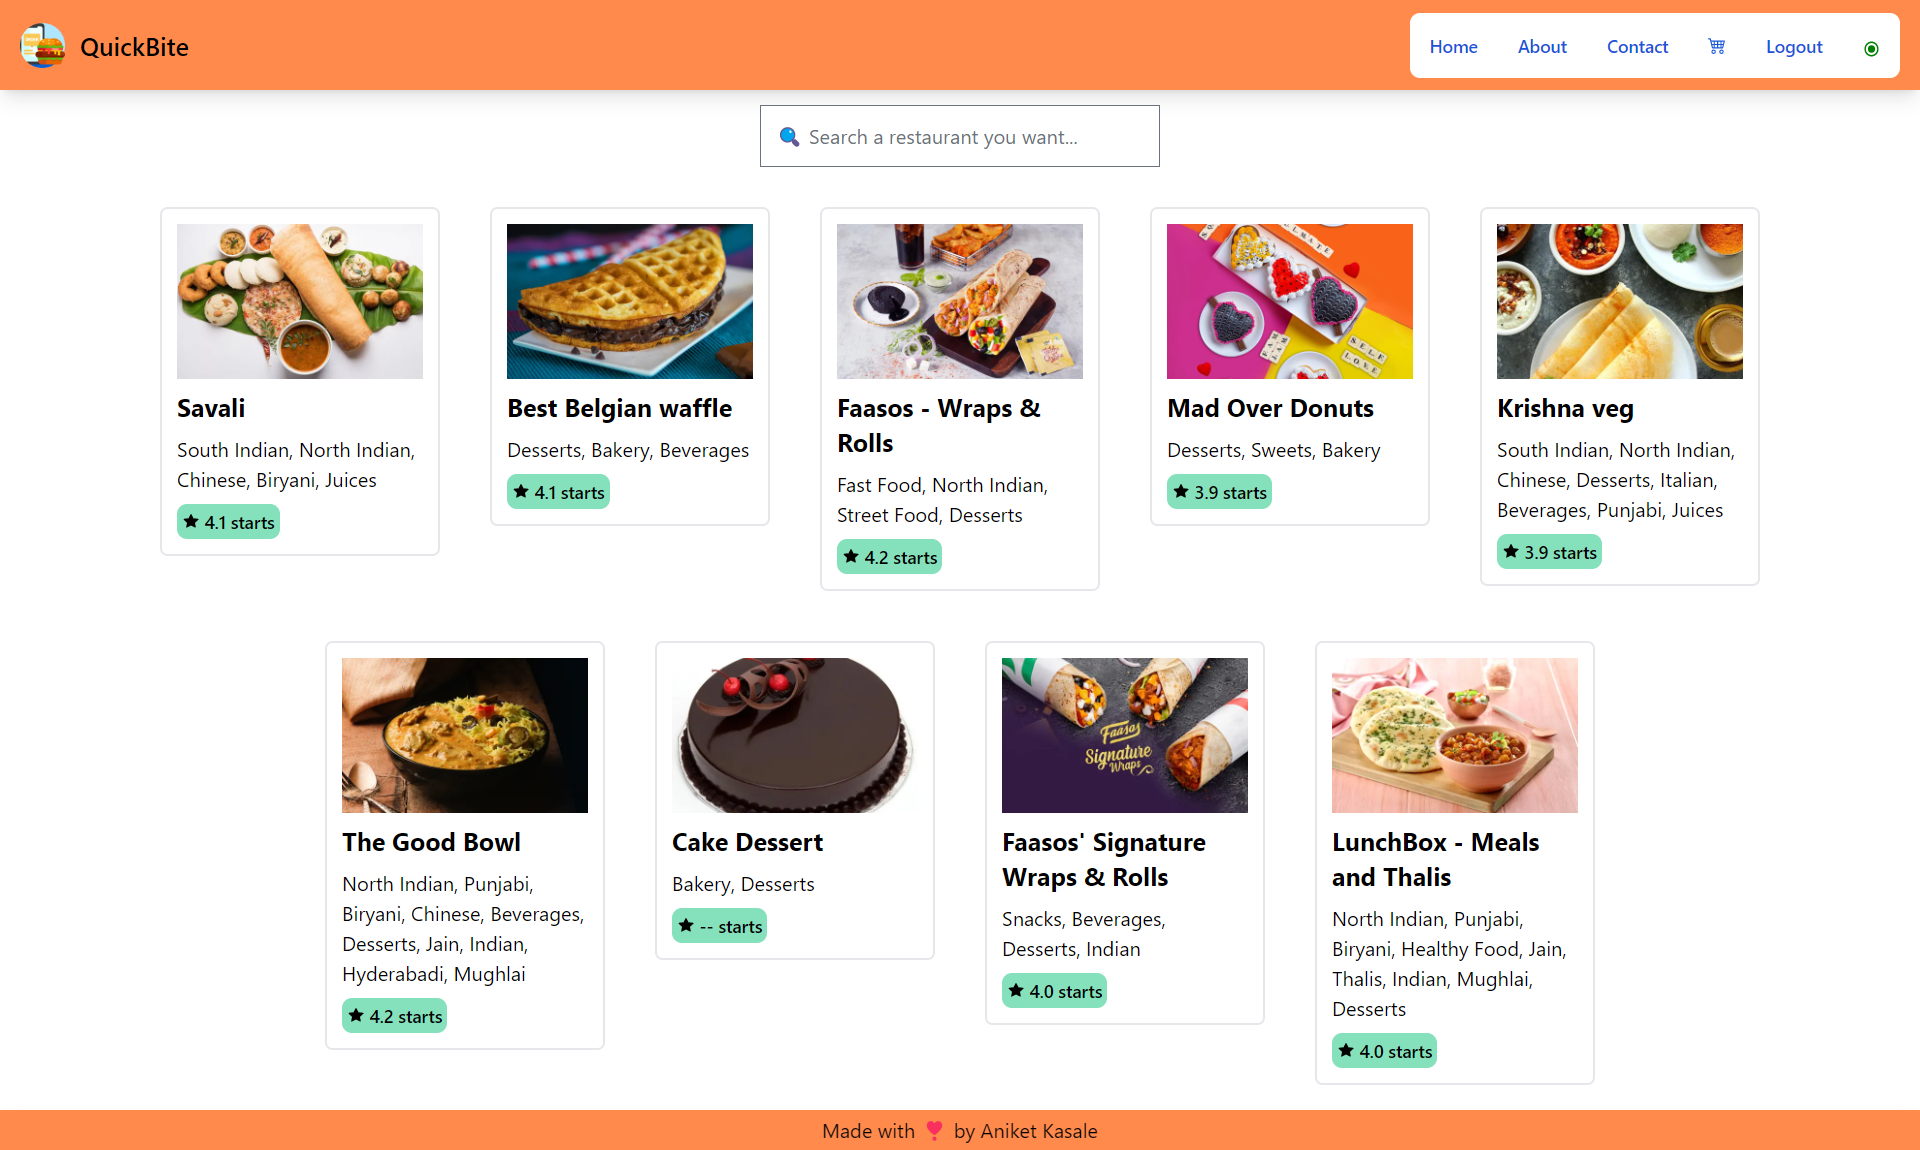 QuickBite
Home
About
Contact
Logout
Search a restaurant you want...
Savali
South Indian, North Indian,
Chinese, Biryani, Juices
4.1 starts
Best Belgian waffle
Desserts, Bakery, Beverages
4.1 starts
Faasos - Wraps &
Rolls
Fast Food, North Indian,
Street Food, Desserts
4.2 starts
SELF
LOVE
Mad Over Donuts
Desserts, Sweets, Bakery
3.9 starts
Krishna veg
South Indian, North Indian,
Chinese, Desserts, Italian,
Beverages, Punjabi, Juices
3.9 starts
The Good Bowl
North Indian, Punjabi,
Biryani, Chinese, Beverages,
Desserts, Jain, Indian,
Hyderabadi, Mughlai
4.2 starts
Cake Dessert
Bakery, Desserts
-- starts
Faasos
Signature
Wraps
Faasos' Signature
Wraps & Rolls
Snacks, Beverages,
Desserts, Indian
4.0 starts
LunchBox - Meals
and Thalis
North Indian, Punjabi,
Biryani, Healthy Food, Jain,
Thalis, Indian, Mughlai,
Desserts
4.0 starts
Made with by Aniket Kasale